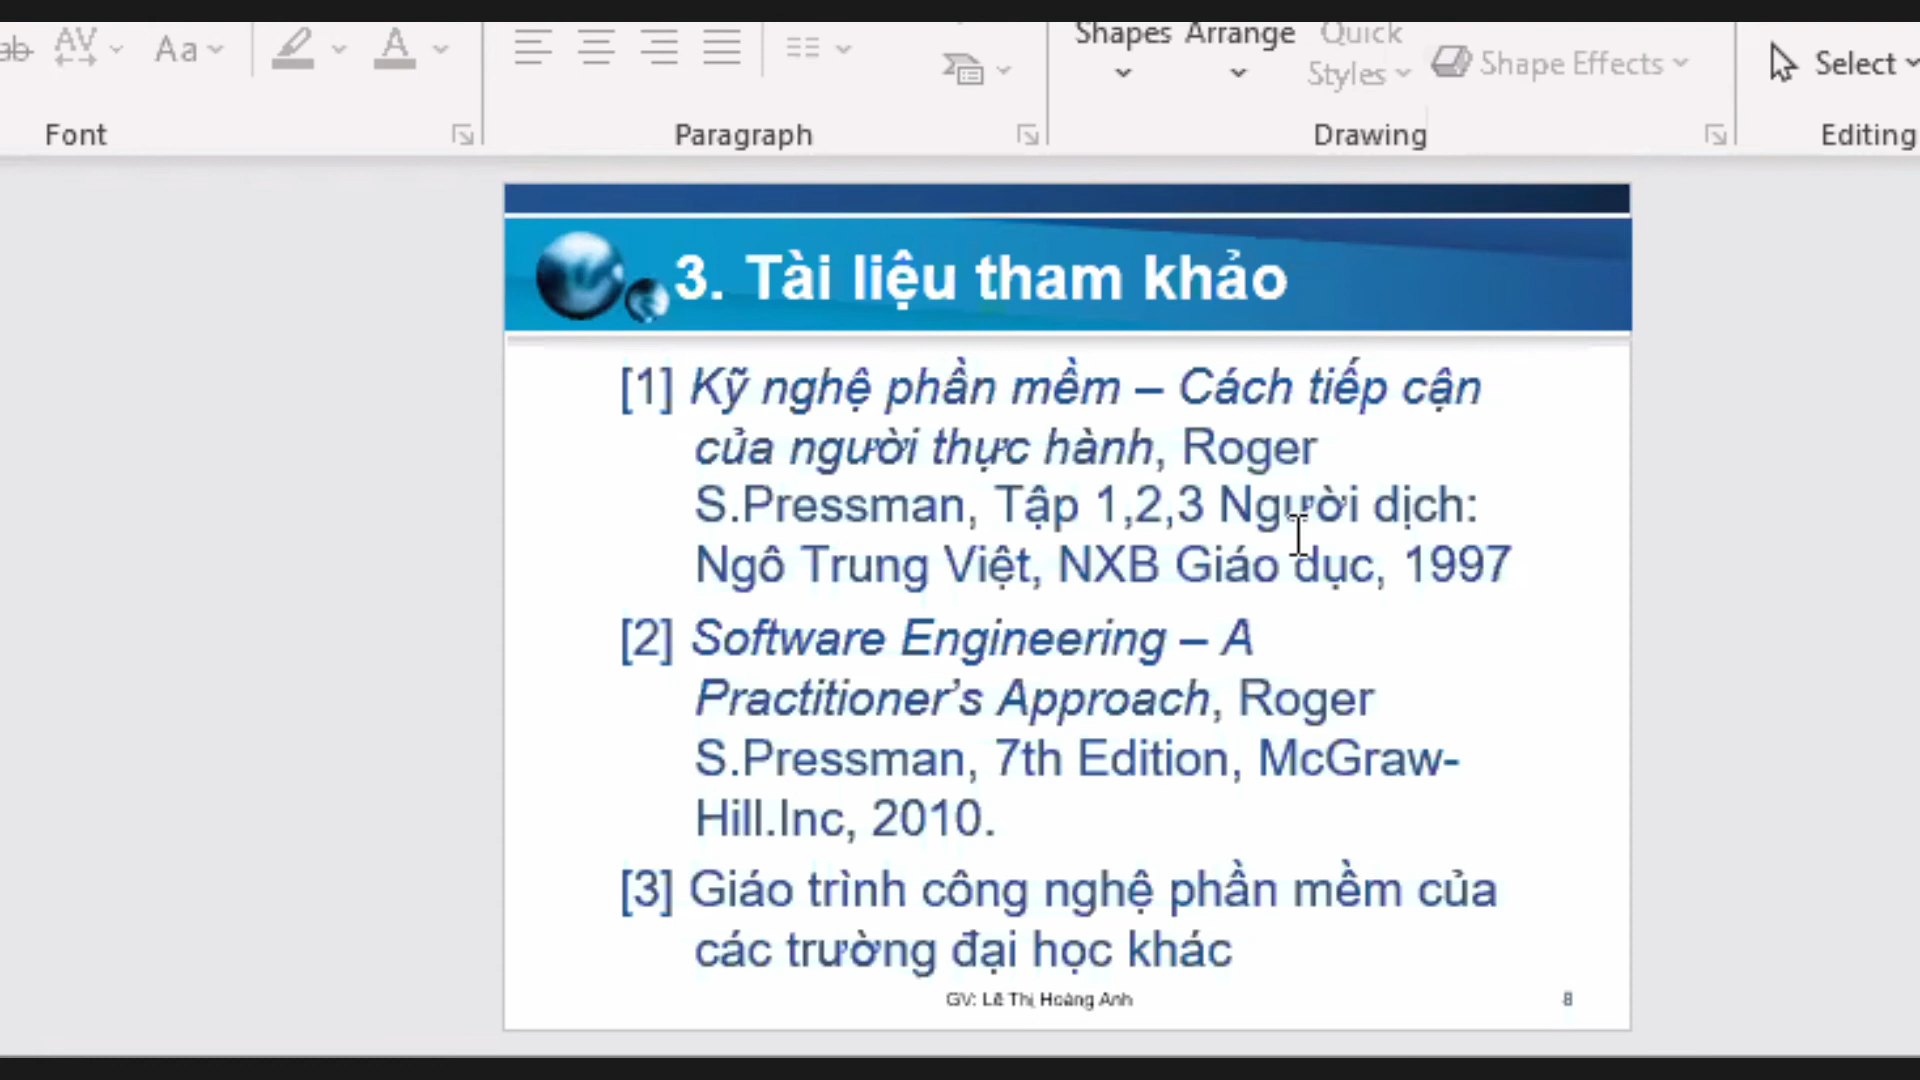 ab AV Aa A
Shapes Arrange Quick Styles Shape Effects Select
Font Paragraph Drawing Editing
3. Tài liệu tham khảo
[1] Kỹ nghệ phần mềm – Cách tiếp cận
của người thực hành, Roger
S.Pressman, Tập 1,2,3 Người dịch:
Ngô Trung Việt, NXB Giáo dục, 1997
[2] Software Engineering – A
Practitioner’s Approach, Roger
S.Pressman, 7th Edition, McGraw-
Hill.Inc, 2010.
[3] Giáo trình công nghệ phần mềm của
các trường đại học khác
GV: Lê Thị Hoàng Anh 8